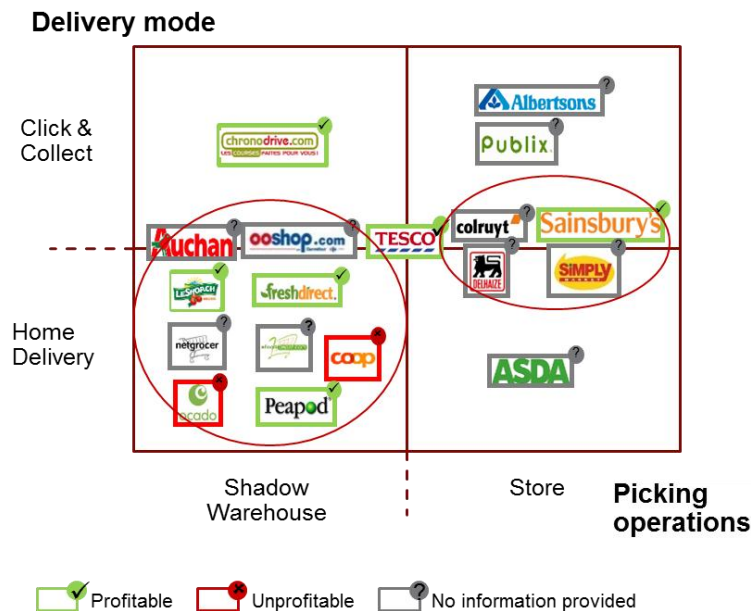 Delivery mode
Click &
Collect
Albertsons
chronodrive.com
LES COURSES FAITES POUR VOUS!
Publix.
Auchan
ooshop.com
Carrefour
TESCO
colruyt
Sainsbury's
DELHAIZE
SIMPLY
MARKET
LESHOP.CH
freshdirect.
Home
Delivery
netgrocer
coop
ASDA
ocado
Peapod
Shadow
Warehouse
Store
Picking
operations
Profitable
Unprofitable
No information provided